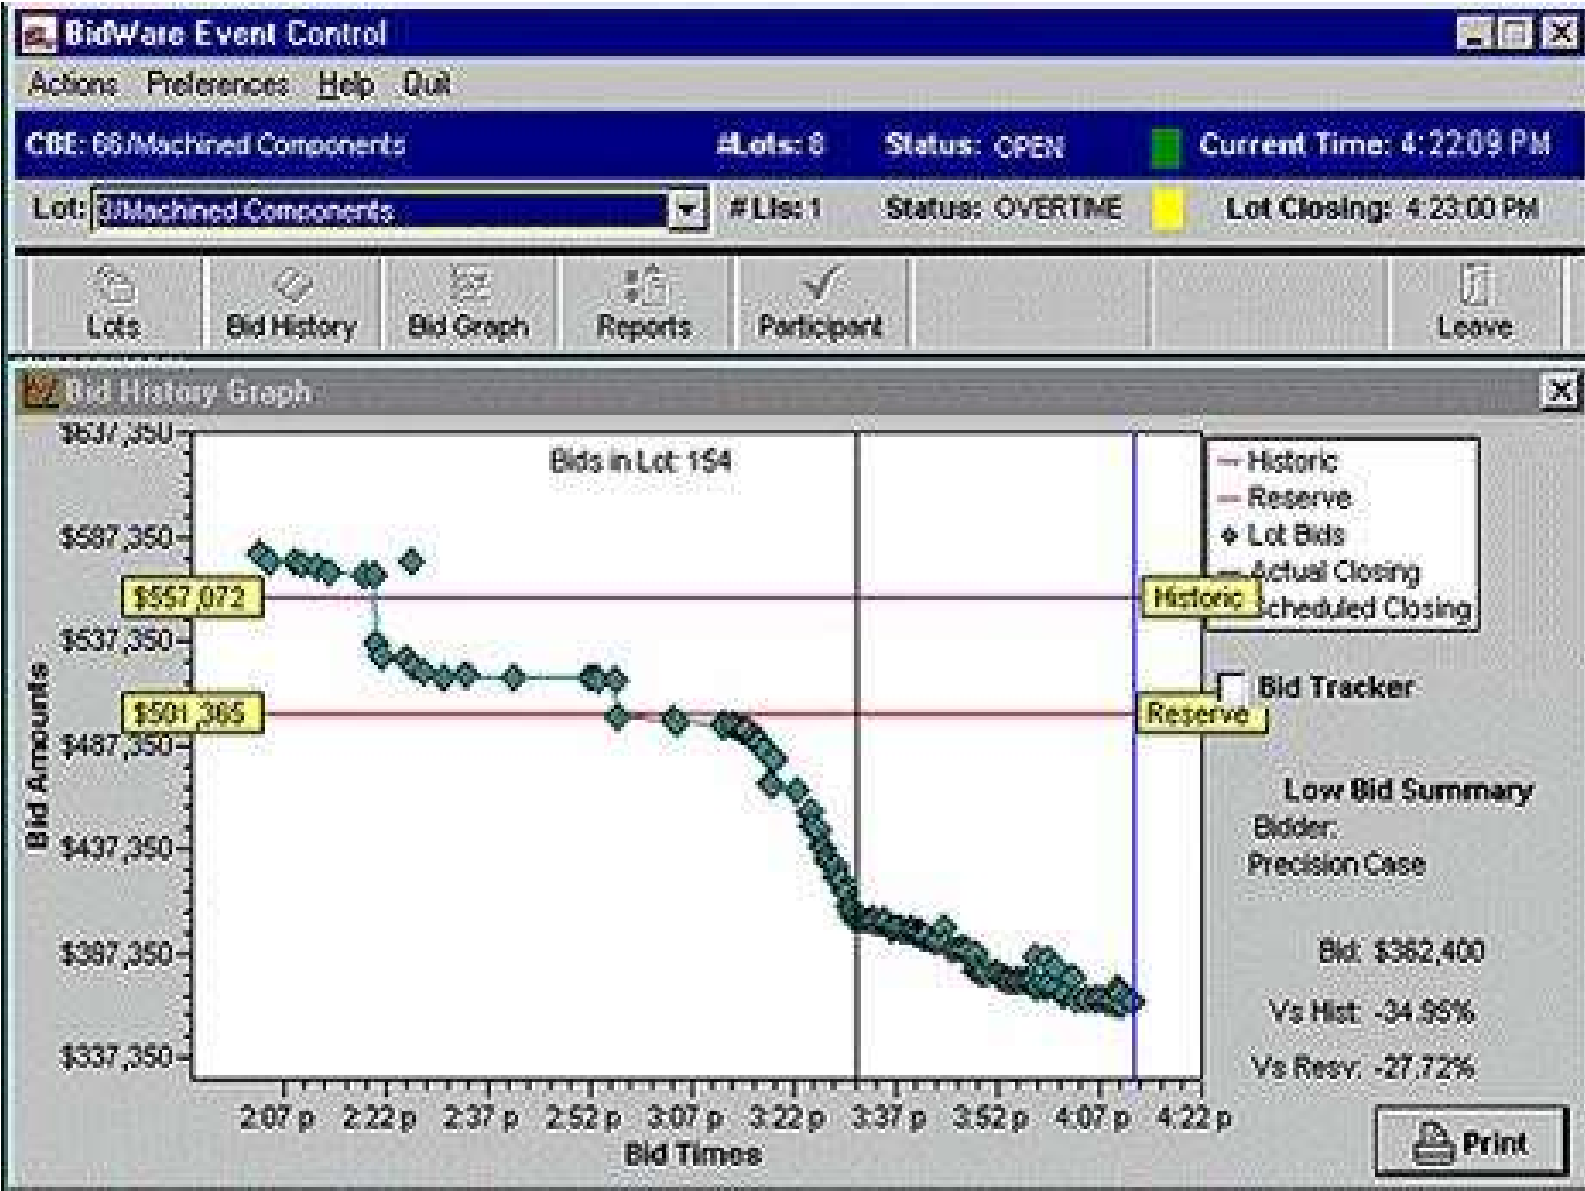 BidWare Event Control
Actions Preferences Help Quit
CBE: 66/Machined Components #Lots: 8 Status: OPEN Current Time: 4:22:09 PM
Lot: 3/Machined Components # LIs: 1 Status: OVERTIME Lot Closing: 4:23:00 PM
Lots Bid History Bid Graph Reports Participant Leave
Bid History Graph
$637,350
Bids in Lot: 154
Historic
Reserve
Lot Bids
Actual Closing
Scheduled Closing
$587,350
$557,072
Historic
$537,350
Bid Tracker
$501,365
Reserve
$487,350
Bid Amounts
Low Bid Summary
Bidder:
Precision Case
$437,350
$387,350
Bid: $362,400
Vs Hist: -34.95%
$337,350
Vs Resv: -27.72%
2:07 p 2:22 p 2:37 p 2:52 p 3:07 p 3:22 p 3:37 p 3:52 p 4:07 p 4:22 p
Bid Times
Print